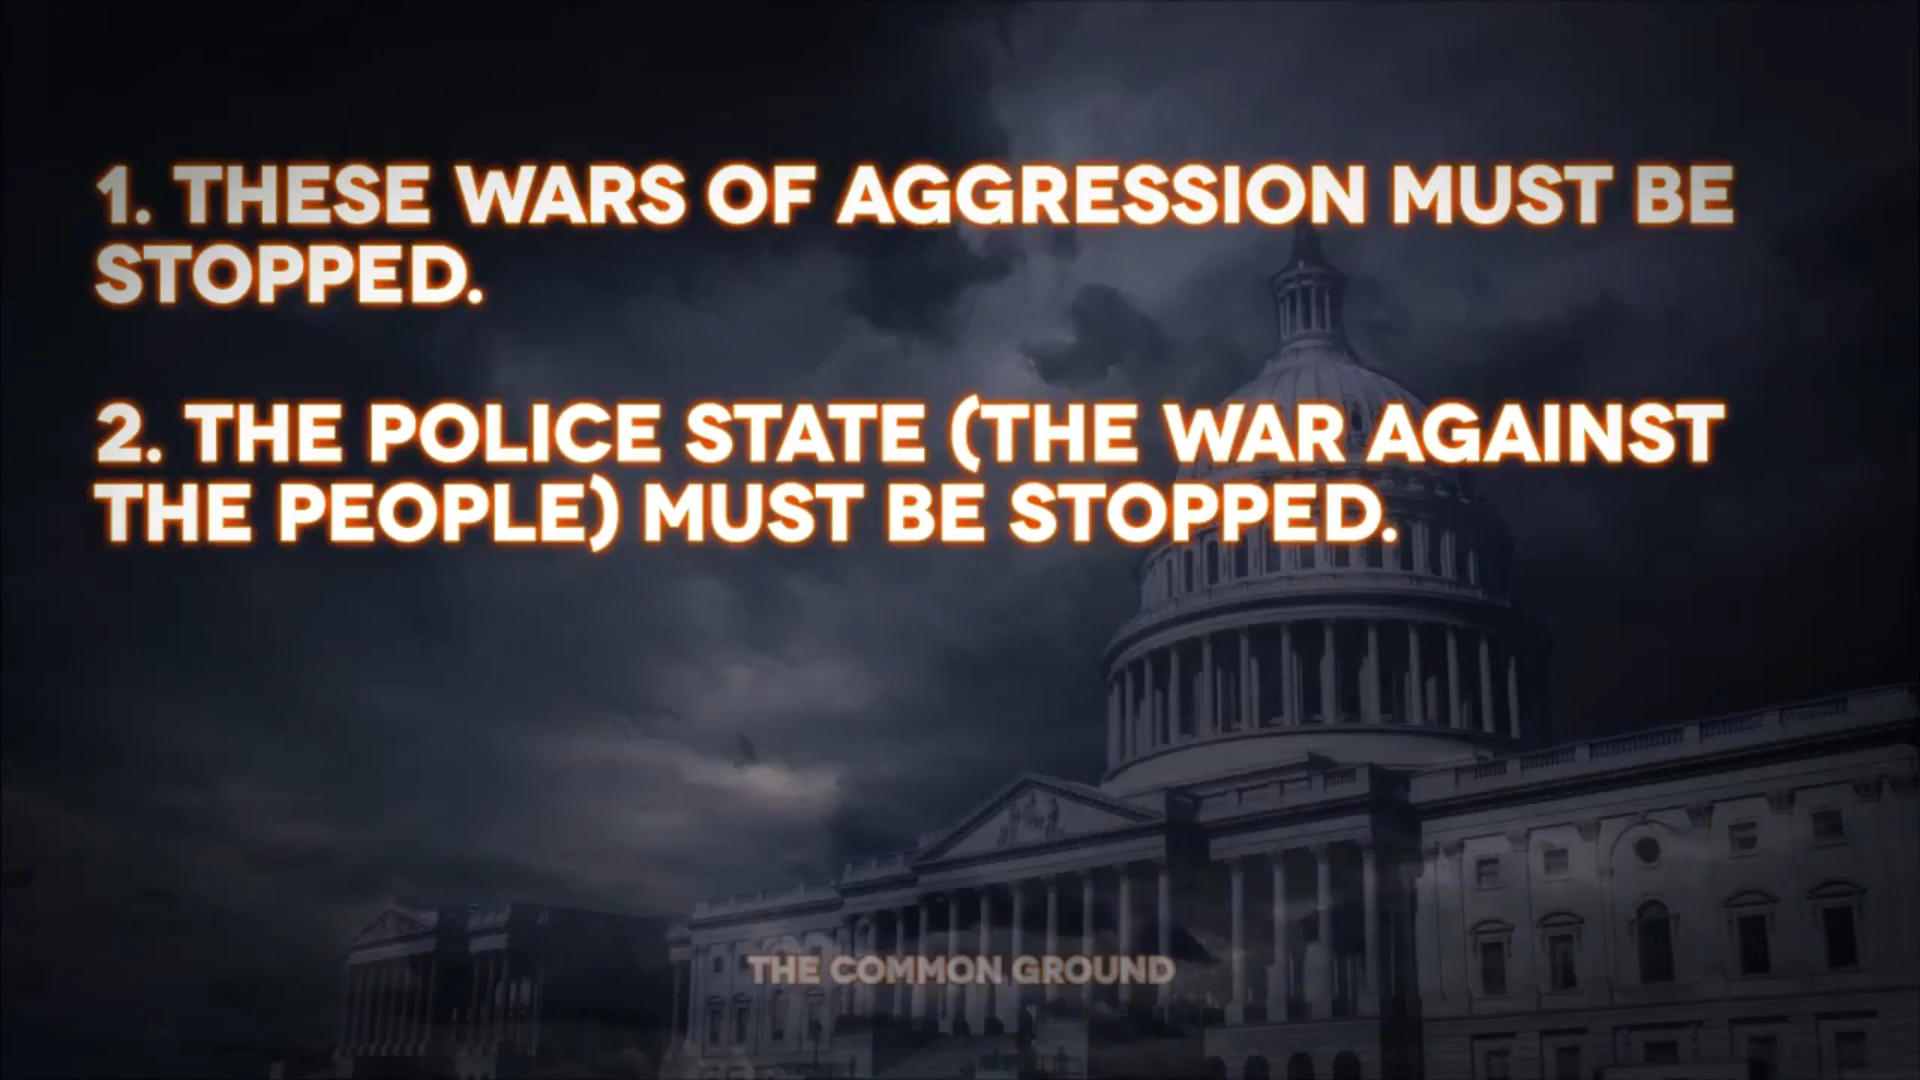 1. THESE WARS OF AGGRESSION MUST BE
STOPPED.
2. THE POLICE STATE (THE WAR AGAINST
THE PEOPLE) MUST BE STOPPED.
THE COMMON GROUND